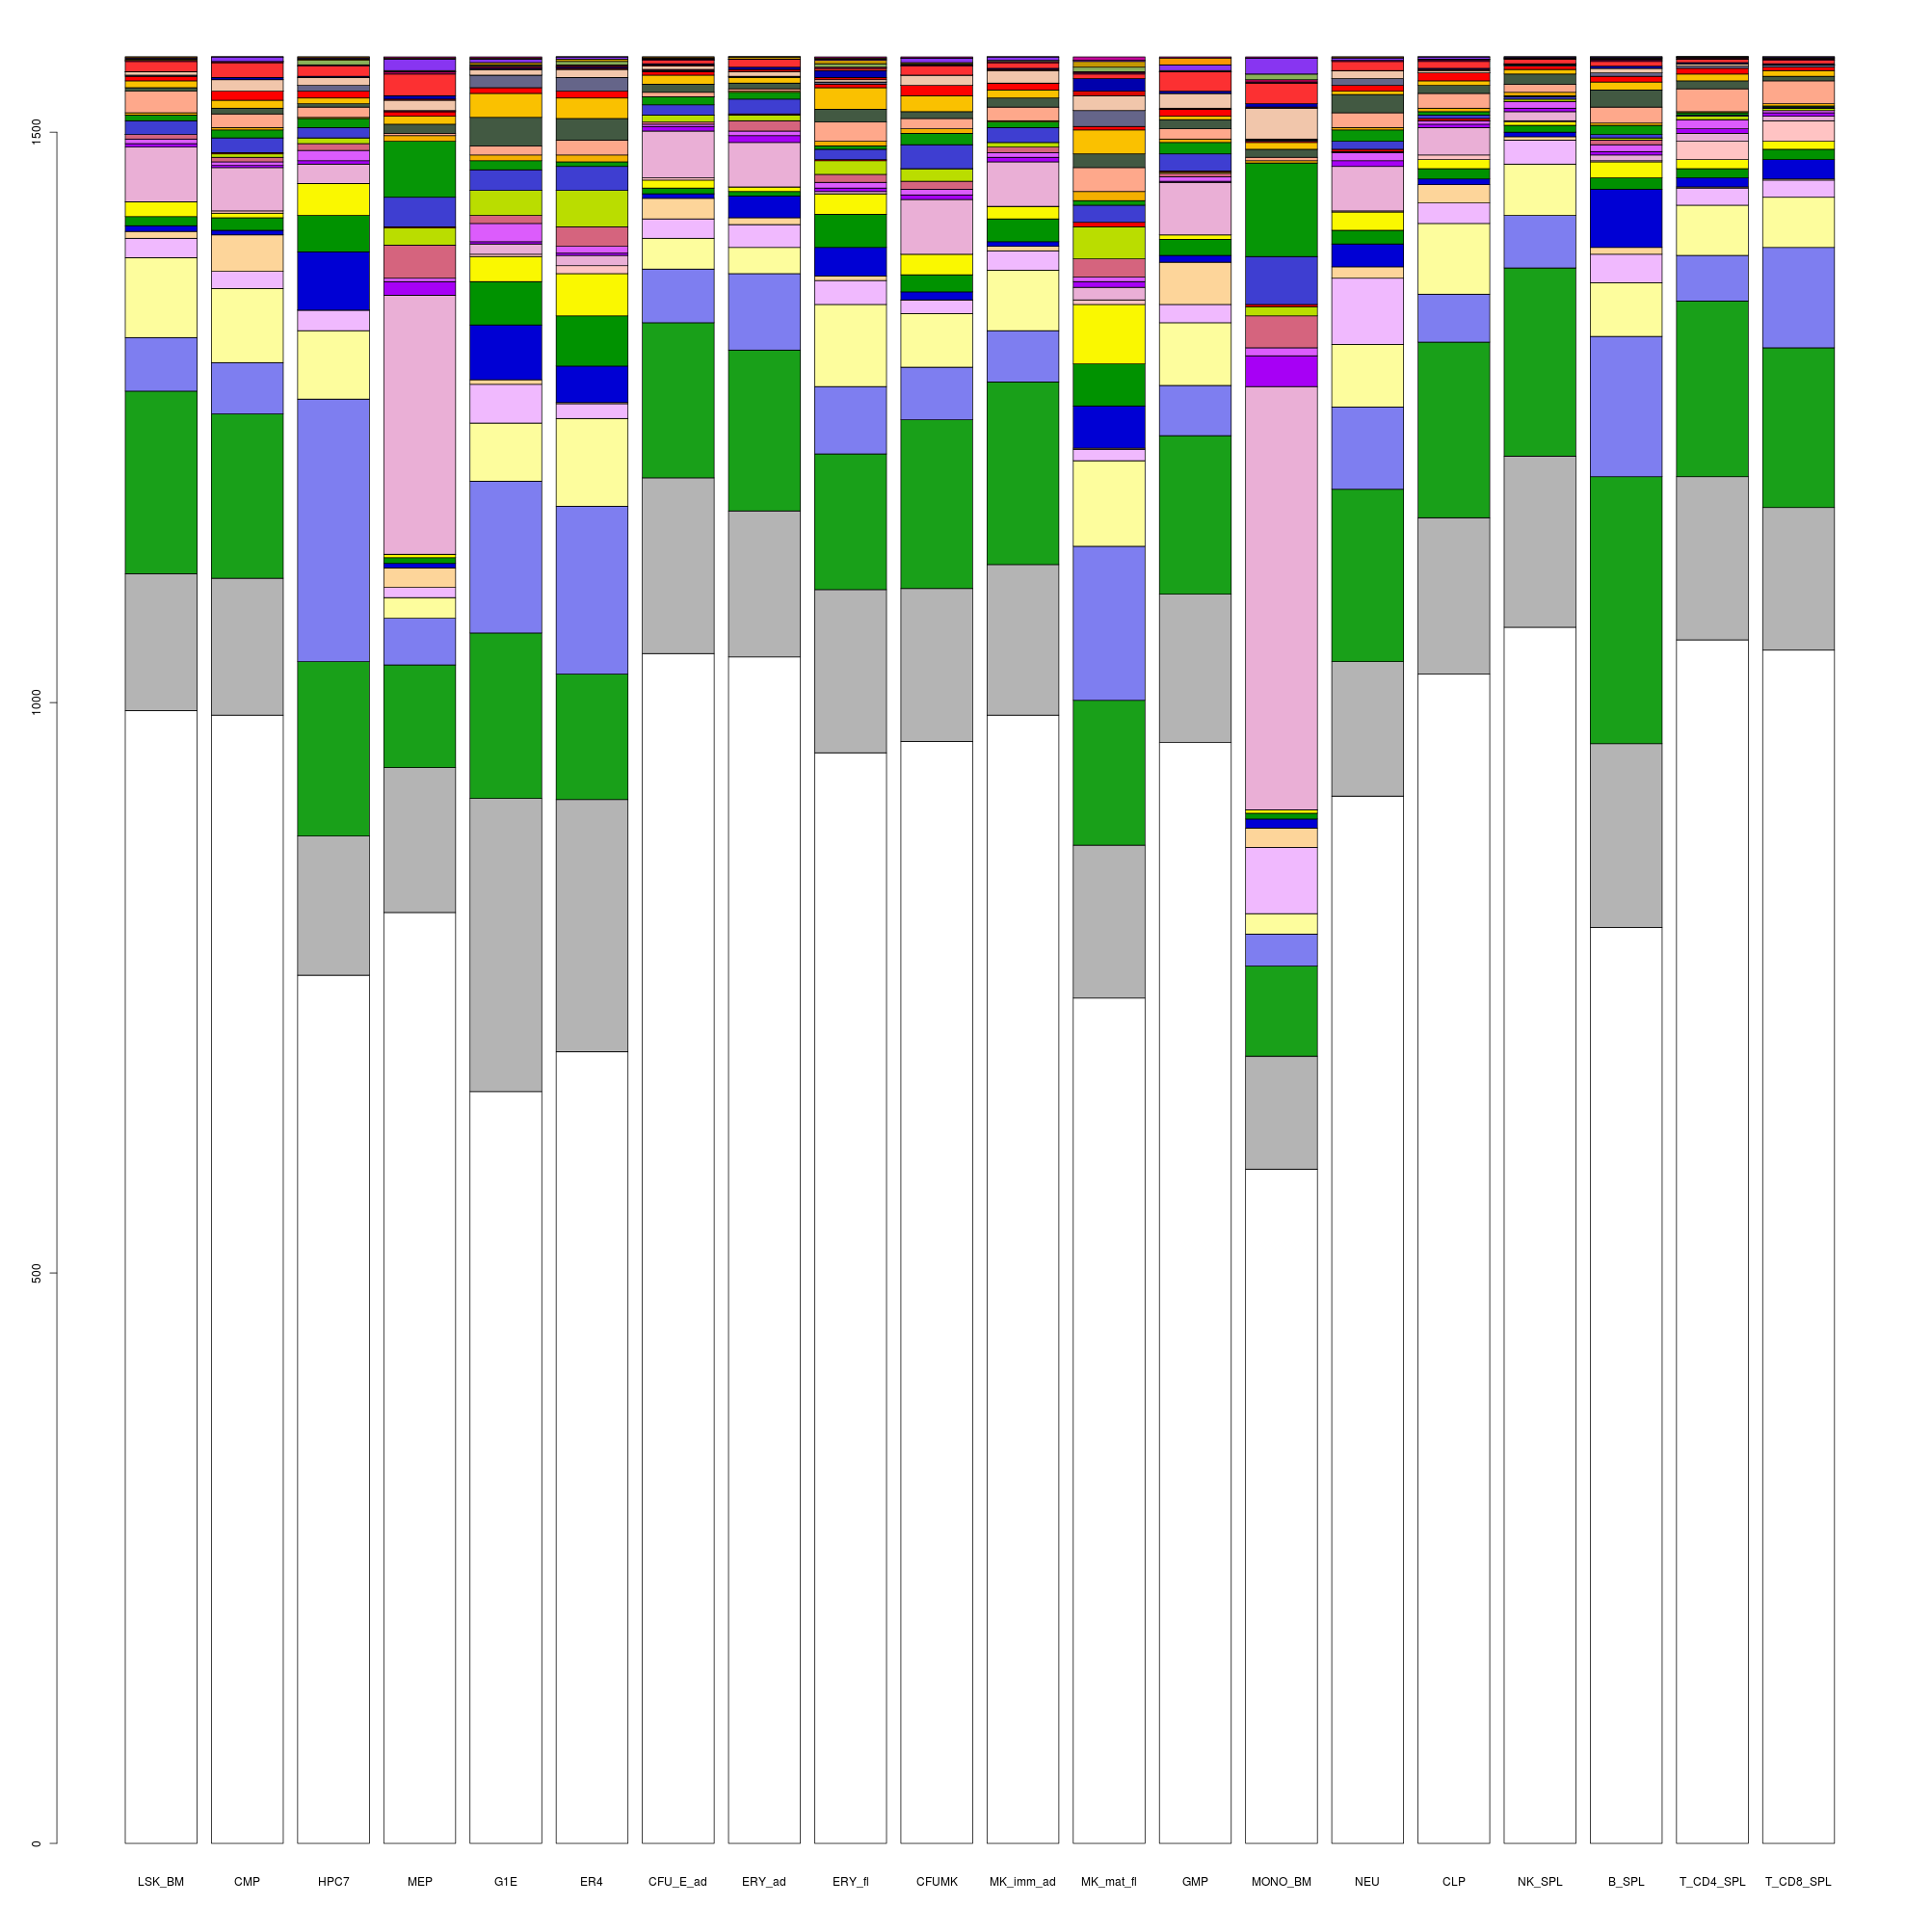 1500
1000
500
0
LSK_BM CMP HPC7 MEP G1E ER4 CFU_E_ad ERY_ad ERY_fl CFUMK MK_imm_ad MK_mat_fl GMP MONO_BM NEU CLP NK_SPL B_SPL T_CD4_SPL T_CD8_SPL